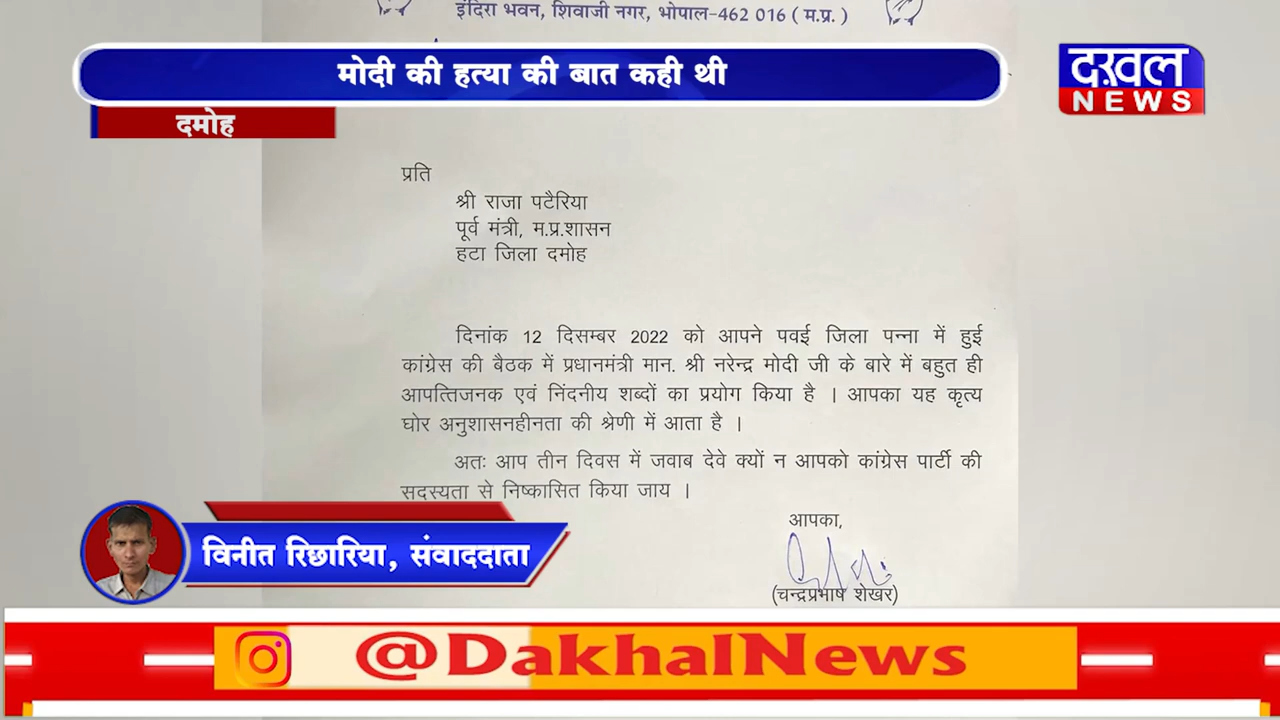 इंदिरा भवन, शिवाजी नगर, भोपाल-462 016 ( म.प्र. )
मोदी की हत्या की बात कही थी
दखल
NEWS
दमोह
प्रति
श्री राजा पटैरिया
पूर्व मंत्री, म.प्र.शासन
हटा जिला दमोह
दिनांक 12 दिसम्बर 2022 को आपने पवई जिला पन्ना में हुई
कांग्रेस की बैठक में प्रधानमंत्री मान. श्री नरेन्द्र मोदी जी के बारे में बहुत ही
आपत्तिजनक एवं निंदनीय शब्दों का प्रयोग किया है । आपका यह कृत्य
घोर अनुशासनहीनता की श्रेणी में आता है ।
अतः आप तीन दिवस में जवाब देवे क्यों न आपको कांग्रेस पार्टी की
सदस्यता से निष्कासित किया जाय ।
आपका,
(चन्द्रप्रभाष शेखर)
विनीत रिछारिया, संवाददाता
@DakhalNews